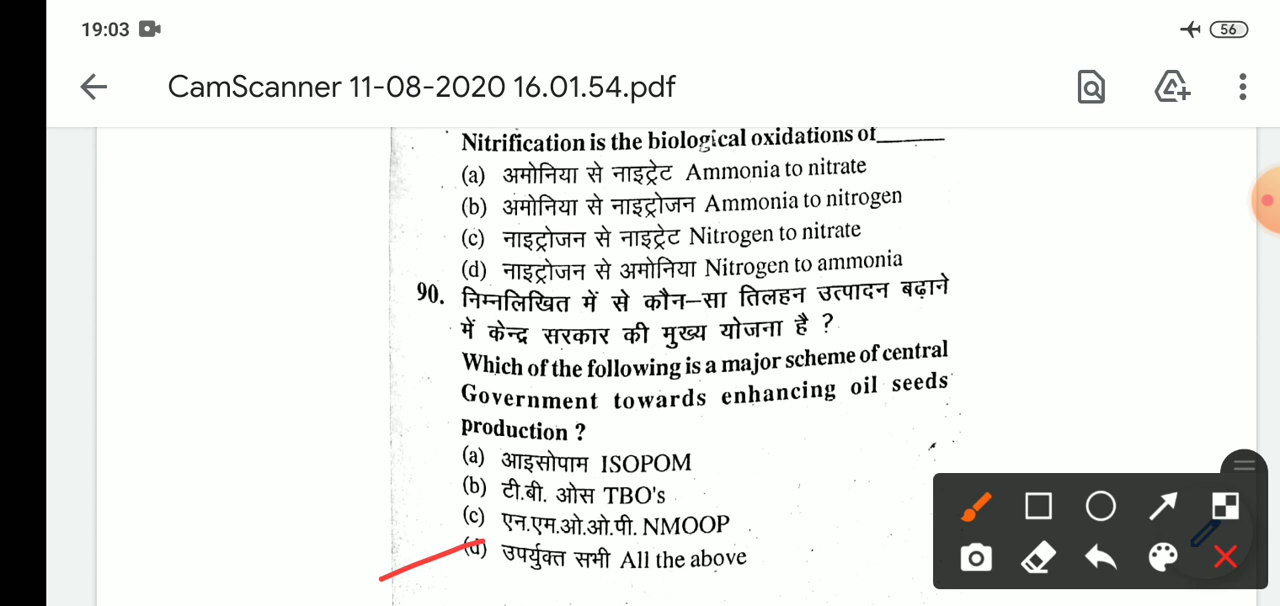 19:03
56
CamScanner 11-08-2020 16.01.54.pdf
Nitrification is the biological oxidations of______
(a) अमोनिया से नाइट्रेट Ammonia to nitrate
(b) अमोनिया से नाइट्रोजन Ammonia to nitrogen
(c) नाइट्रोजन से नाइट्रेट Nitrogen to nitrate
(d) नाइट्रोजन से अमोनिया Nitrogen to ammonia
90. निम्नलिखित में से कौन-सा तिलहन उत्पादन बढ़ाने
में केन्द्र सरकार की मुख्य योजना है ?
Which of the following is a major scheme of central
Government towards enhancing oil seeds
production ?
(a) आइसोपाम ISOPOM
(b) टी.बी. ओस TBO's
(c) एन.एम.ओ.ओ.पी. NMOOP
(d) उपर्युक्त सभी All the above